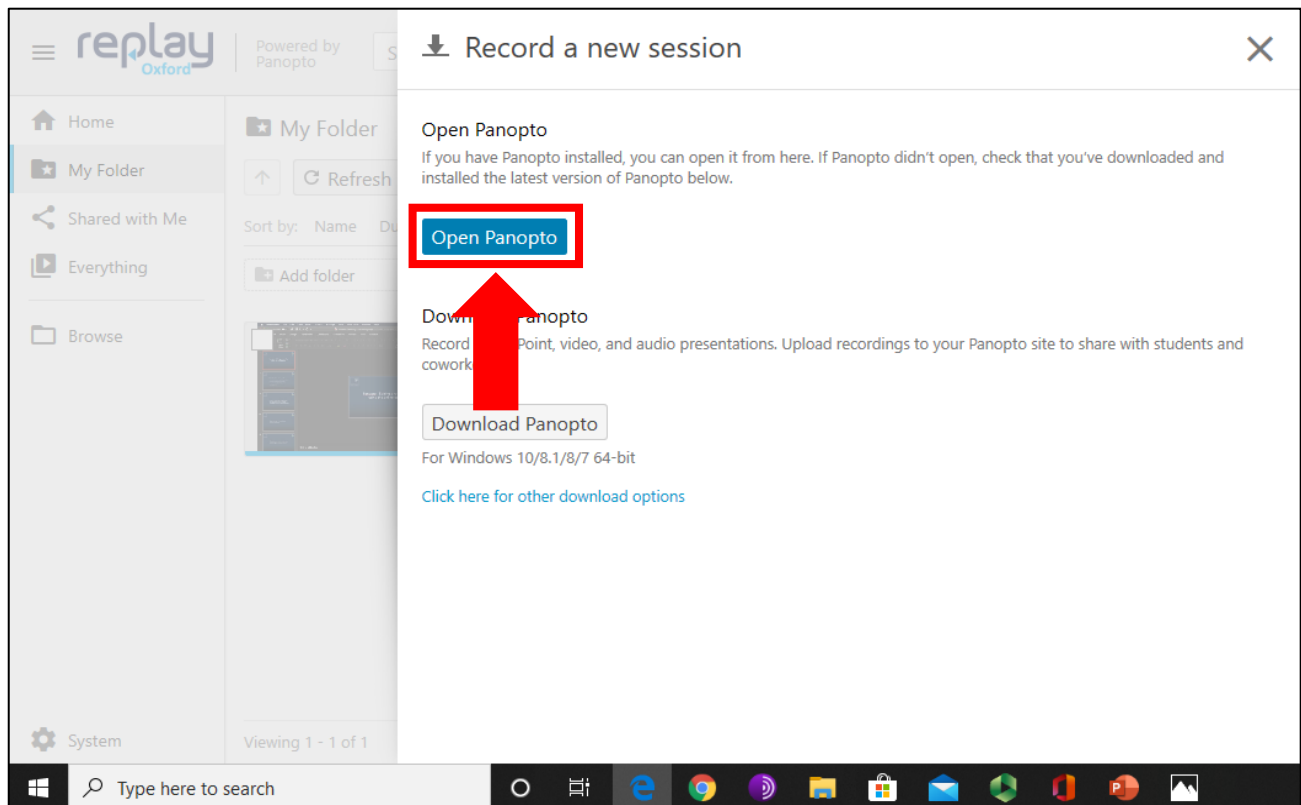 replay
Oxford
Powered by
Panopto
S
Record a new session
Home
My Folder
Shared with Me
Everything
Browse
System
My Folder
Refresh
Sort by: Name Du
Add folder
Viewing 1 - 1 of 1
Open Panopto
If you have Panopto installed, you can open it from here. If Panopto didn't open, check that you've downloaded and
installed the latest version of Panopto below.
Open Panopto
Dow anopto
Record Point, video, and audio presentations. Upload recordings to your Panopto site to share with students and
cowork
Download Panopto
For Windows 10/8.1/8/7 64-bit
Click here for other download options
Type here to search